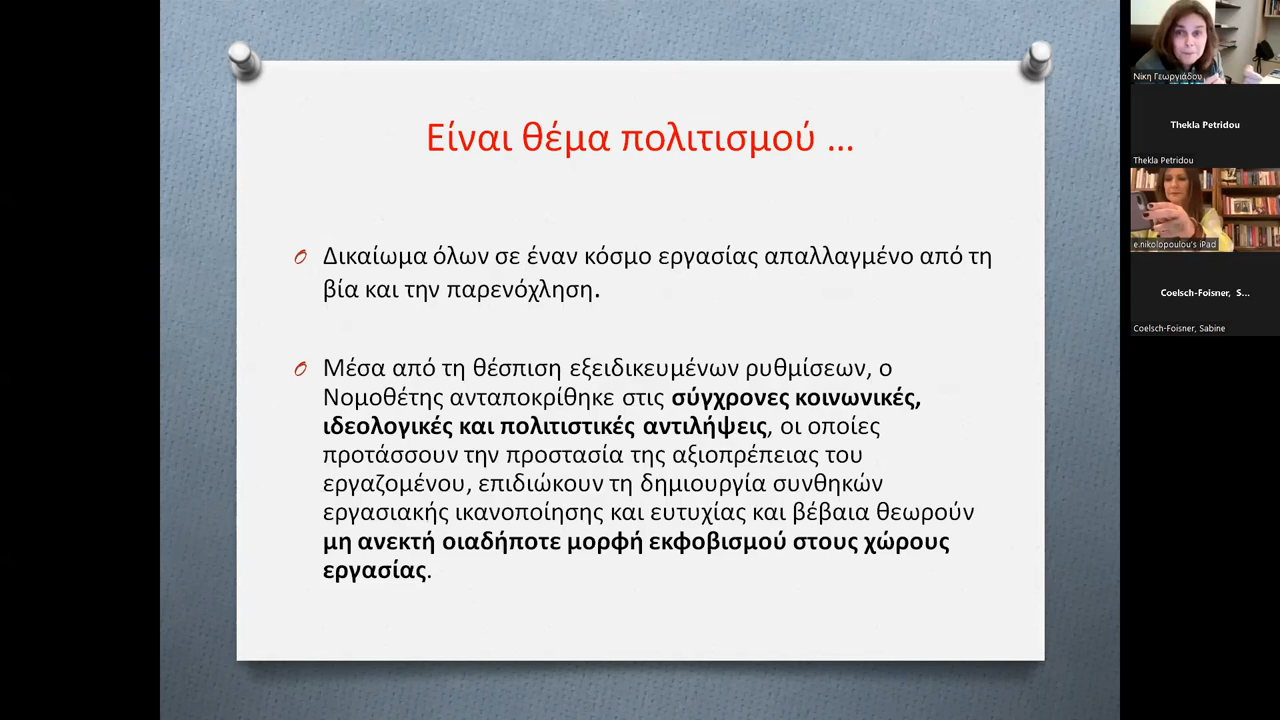 Είναι θέμα πολιτισμού ...
Δικαίωμα όλων σε έναν κόσμο εργασίας απαλλαγμένο από τη
βία και την παρενόχληση.
Μέσα από τη θέσπιση εξειδικευμένων ρυθμίσεων, ο
Νομοθέτης ανταποκρίθηκε στις σύγχρονες κοινωνικές,
ιδεολογικές και πολιτιστικές αντιλήψεις, οι οποίες
προτάσσουν την προστασία της αξιοπρέπειας του
εργαζομένου, επιδιώκουν τη δημιουργία συνθηκών
εργασιακής ικανοποίησης και ευτυχίας και βέβαια θεωρούν
μη ανεκτή οιαδήποτε μορφή εκφοβισμού στους χώρους
εργασίας.
Νίκη Γεωργιάδου
Thekla Petridou
Thekla Petridou
e.nikolopoulou's iPad
Coelsch-Foisner, S...
Coelsch-Foisner, Sabine